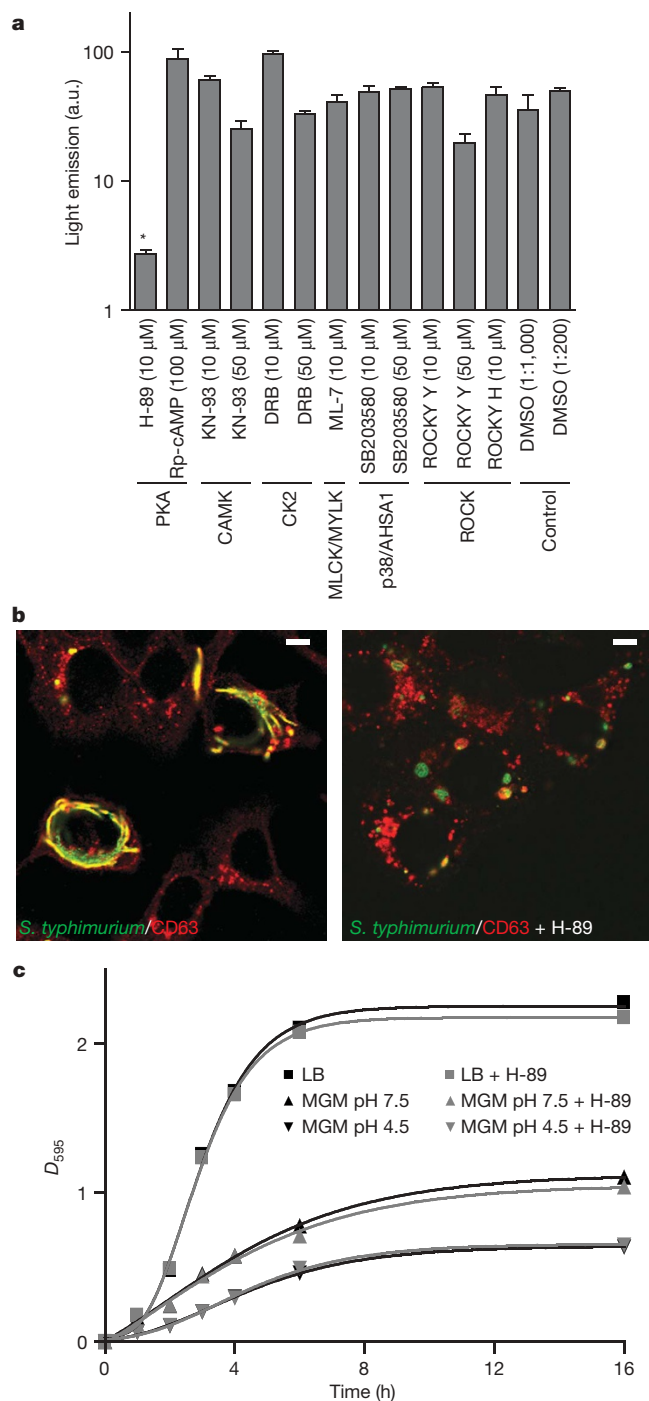 a
Light emission (a.u.)
100
10
1
*
H-89 (10 µM)
Rp-cAMP (100 µM)
KN-93 (10 µM)
KN-93 (50 µM)
DRB (10 µM)
DRB (50 µM)
ML-7 (10 µM)
SB203580 (10 µM)
SB203580 (50 µM)
ROCKY Y (10 µM)
ROCKY Y (50 µM)
ROCKY H (10 µM)
DMSO (1:1,000)
DMSO (1:200)
PKA
CAMK
CK2
MLCK/MYLK
p38/AHSA1
ROCK
Control
b
S. typhimurium/CD63
S. typhimurium/CD63 + H-89
c
D595
2
1
0
LB
LB + H-89
MGM pH 7.5
MGM pH 7.5 + H-89
MGM pH 4.5
MGM pH 4.5 + H-89
0
4
8
12
16
Time (h)